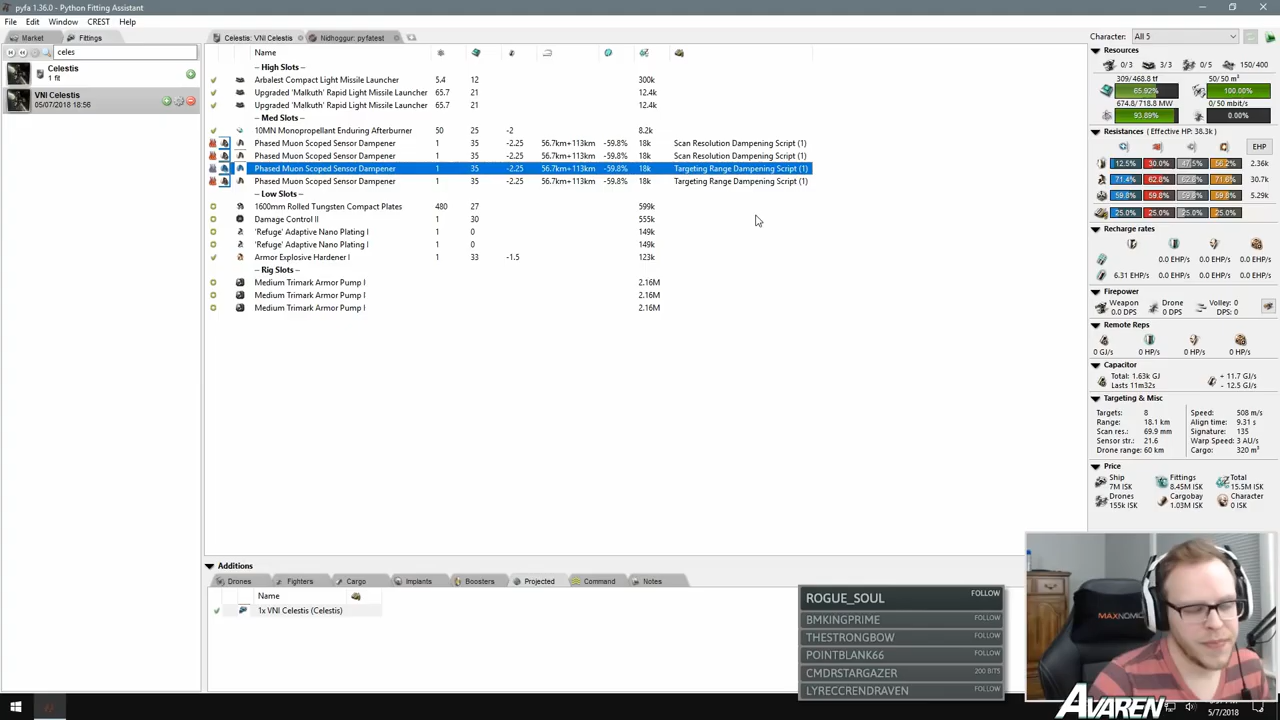 pyfa 1.36.0 - Python Fitting Assistant
File Edit Window CREST Help
Market Fittings
Celestis: VNI Celestis Nidhoggur: pyfatest
Character: All 5
celes
Celestis
1 fit
VNI Celestis
05/07/2018 18:56
Name
-- High Slots --
Arbalest Compact Light Missile Launcher 5.4 12 300k
Upgraded 'Malkuth' Rapid Light Missile Launcher 65.7 21 12.4k
Upgraded 'Malkuth' Rapid Light Missile Launcher 65.7 21 12.4k
-- Med Slots --
10MN Monopropellant Enduring Afterburner 50 25 -2 8.2k
Phased Muon Scoped Sensor Dampener 1 35 -2.25 56.7km+113km -59.8% 18k Scan Resolution Dampening Script (1)
Phased Muon Scoped Sensor Dampener 1 35 -2.25 56.7km+113km -59.8% 18k Scan Resolution Dampening Script (1)
Phased Muon Scoped Sensor Dampener 1 35 -2.25 56.7km+113km -59.8% 18k Targeting Range Dampening Script (1)
Phased Muon Scoped Sensor Dampener 1 35 -2.25 56.7km+113km -59.8% 18k Targeting Range Dampening Script (1)
-- Low Slots --
1600mm Rolled Tungsten Compact Plates 480 27 599k
Damage Control II 1 30 555k
'Refuge' Adaptive Nano Plating I 1 0 149k
'Refuge' Adaptive Nano Plating I 1 0 149k
Armor Explosive Hardener I 1 33 -1.5 123k
-- Rig Slots --
Medium Trimark Armor Pump I 2.16M
Medium Trimark Armor Pump I 2.16M
Medium Trimark Armor Pump I 2.16M
Resources
0/3 3/3 0/5 150/400
309/468.8 tf 50/50 m³
65.92% 100.00%
674.8/718.8 MW 0/50 mbit/s
93.89% 0.00%
Resistances (Effective HP: 38.3k)
EHP
12.5% 30.0% 47.5% 56.2% 2.36k
71.4% 62.8% 62.8% 71.6% 30.7k
59.8% 59.8% 59.8% 59.8% 5.29k
25.0% 25.0% 25.0% 25.0%
Recharge rates
0.0 EHP/s 0.0 EHP/s 0.0 EHP/s
6.31 EHP/s 0.0 EHP/s 0.0 EHP/s 0.0 EHP/s
Firepower
Weapon 0.0 DPS Drone 0 DPS Volley: 0 DPS: 0
Remote Reps
0 GJ/s 0 HP/s 0 HP/s 0 HP/s
Capacitor
Total: 1.63k GJ + 11.7 GJ/s
Lasts 11m32s - 12.5 GJ/s
Targeting & Misc
Targets: 8 Speed: 508 m/s
Range: 18.1 km Align time: 9.31 s
Scan res.: 69.9 mm Signature: 135
Sensor str.: 21.6 Warp Speed: 3 AU/s
Drone range: 60 km Cargo: 320 m³
Price
Ship 7M ISK Fittings 8.45M ISK Total 15.5M ISK
Drones 155k ISK Cargobay 1.03M ISK Character 0 ISK
Additions
Drones Fighters Cargo Implants Boosters Projected Command Notes
Name
1x VNI Celestis (Celestis)
ROGUE_SOUL FOLLOW
BMKINGPRIME FOLLOW
THESTRONGBOW FOLLOW
POINTBLANK66 FOLLOW
CMDRSTARGAZER 200 BITS
LYRECCRENDRAVEN FOLLOW
MAXNOMIC
AVAREN
5/7/2018